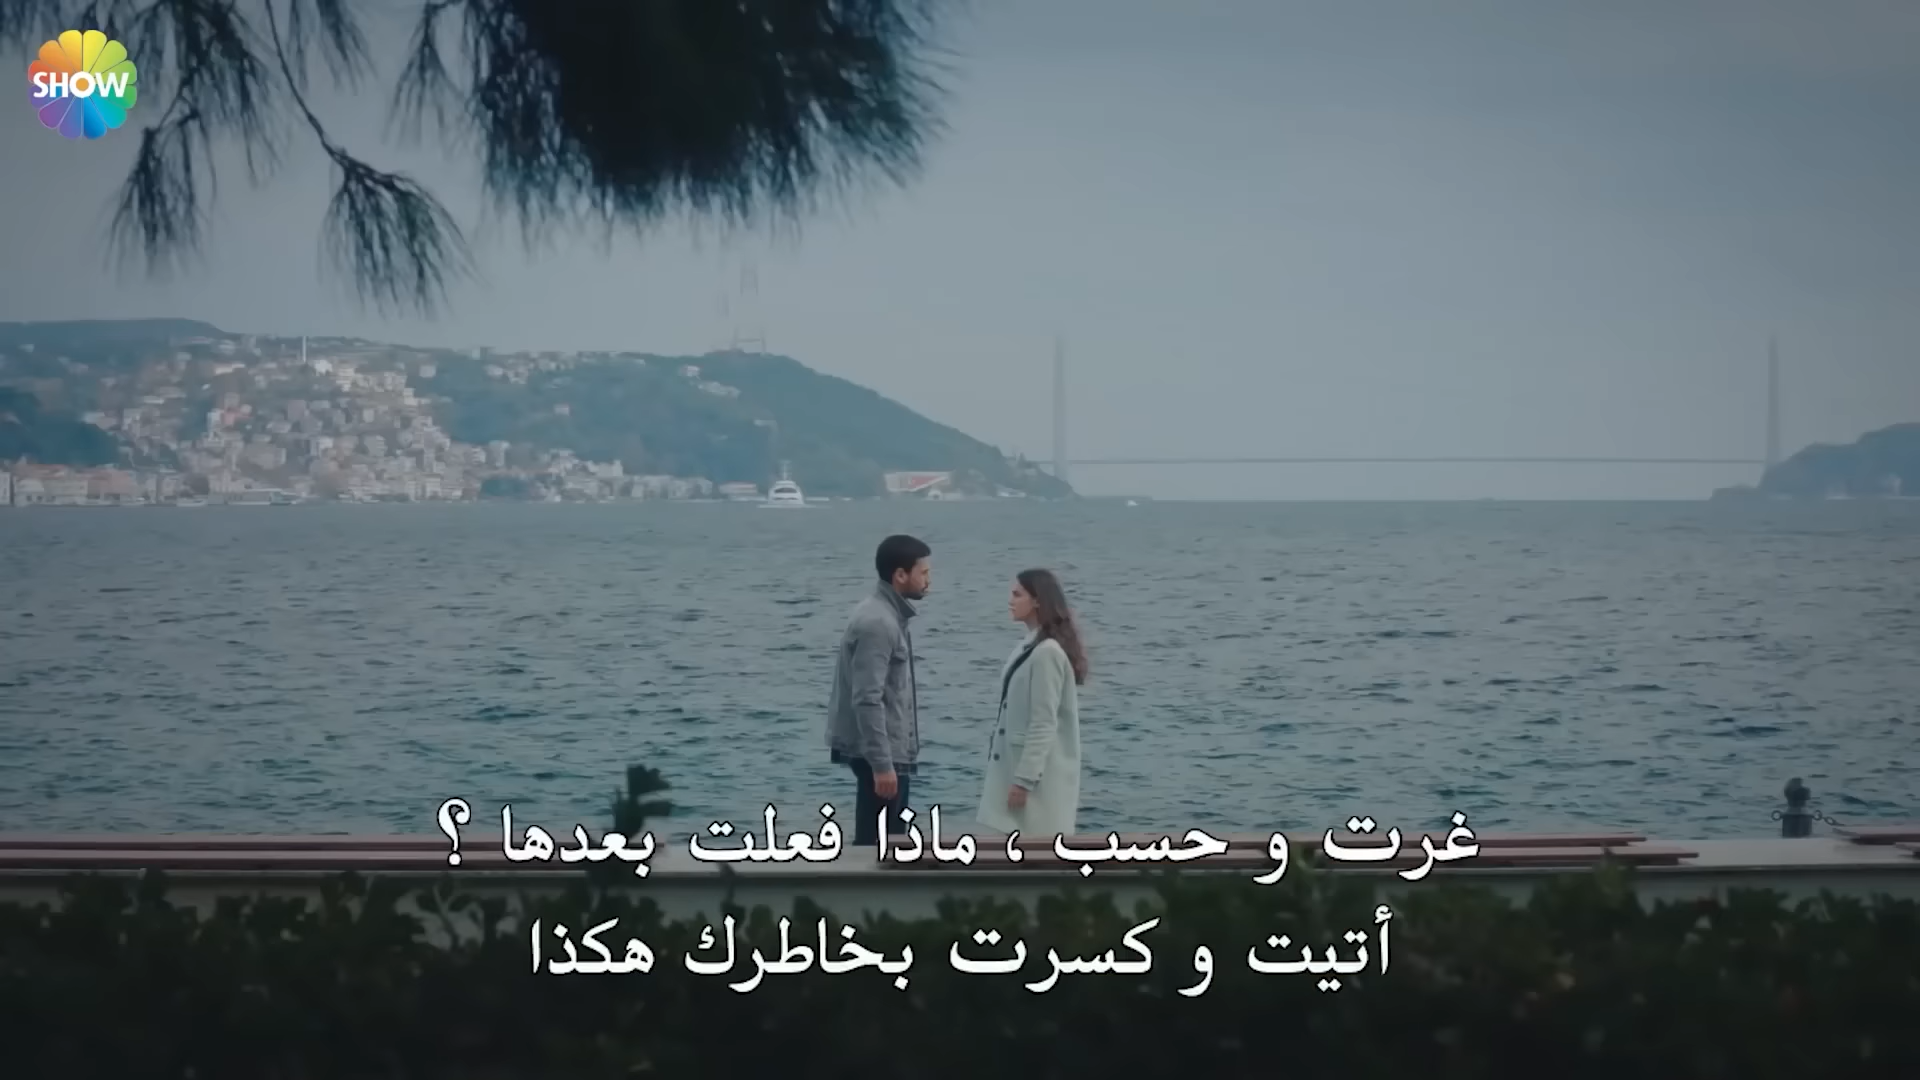 SHOW
غرت و حسب ، ماذا فعلت بعدها ؟
أتيت و كسرت بخاطرك هكذا